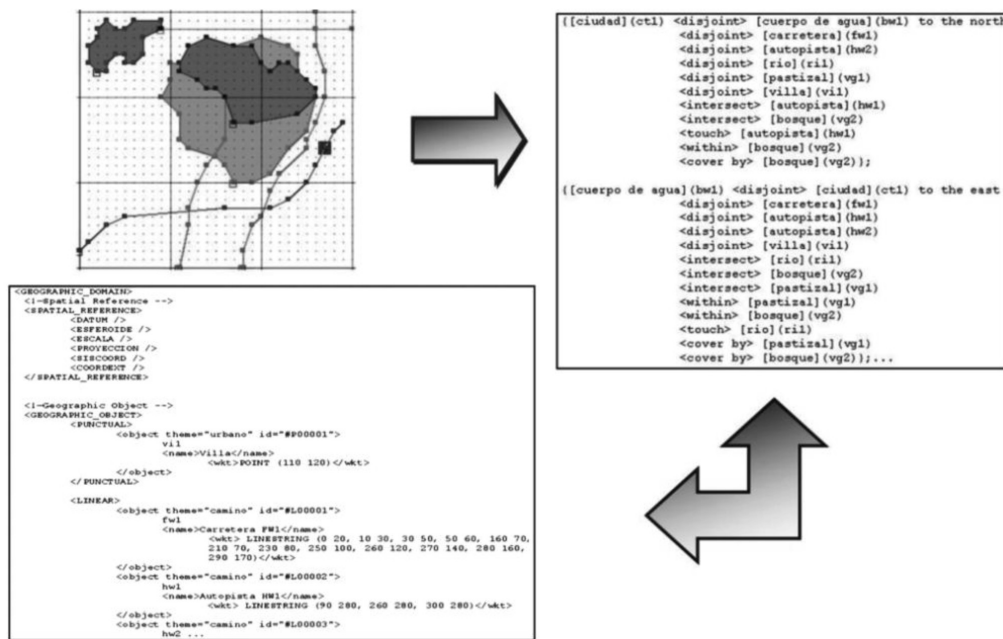 ([ciudad](ct1) <disjoint> [cuerpo de agua](bw1) to the north
<disjoint> [carretera](fw1)
<disjoint> [autopista](hw2)
<disjoint> [rio](ri1)
<disjoint> [pastizal](vg1)
<disjoint> [villa](vi1)
<intersect> [autopista](hw1)
<intersect> [bosque](vg2)
<touch> [autopista](hw1)
<within> [bosque](vg2)
<cover by> [bosque](vg2));
([cuerpo de agua](bw1) <disjoint> [ciudad](ct1) to the east
<disjoint> [carretera](fw1)
<disjoint> [autopista](hw1)
<disjoint> [autopista](hw2)
<disjoint> [villa](vi1)
<intersect> [rio](ri1)
<intersect> [bosque](vg2)
<intersect> [pastizal](vg1)
<within> [pastizal](vg1)
<within> [bosque](vg2)
<touch> [rio](ri1)
<cover by> [pastizal](vg1)
<cover by> [bosque](vg2));...
<GEOGRAPHIC_DOMAIN>
<!—Spatial Reference -->
<SPATIAL_REFERENCE>
<DATUM />
<ESFEROIDE />
<ESCALA />
<PROYECCION />
<SISCOORD />
<COORDEXT />
</SPATIAL_REFERENCE>
<!—Geographic Object -->
<GEOGRAPHIC_OBJECT>
<PUNCTUAL>
<object theme="urbano" id="#P00001">
vi1
<name>Villa</name>
<wkt>POINT (110 120)</wkt>
</object>
</PUNCTUAL>
<LINEAR>
<object theme="camino" id="#L00001">
fw1
<name>Carretera FW1</name>
<wkt> LINESTRING (0 20, 10 30, 30 50, 50 60, 160 70,
210 70, 230 80, 250 100, 260 120, 270 140, 280 160,
290 170)</wkt>
</object>
<object theme="camino" id="#L00002">
hw1
<name>Autopista HW1</name>
<wkt> LINESTRING (90 280, 260 280, 300 280)</wkt>
</object>
<object theme="camino" id="#L00003">
hw2 ...